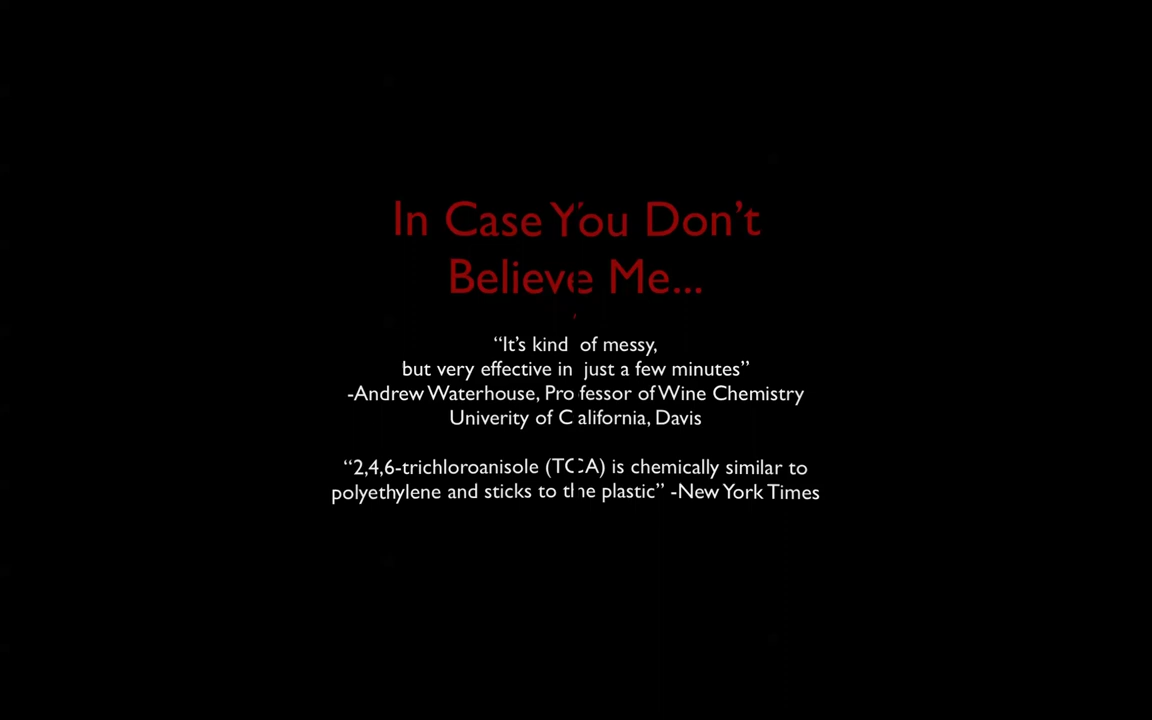 In Case You Don’t
Believe Me...
“It’s kind of messy,
but very effective in just a few minutes”
-Andrew Waterhouse, Professor of Wine Chemistry
Univerity of California, Davis
“2,4,6-trichloroanisole (TCA) is chemically similar to
polyethylene and sticks to the plastic” -New York Times